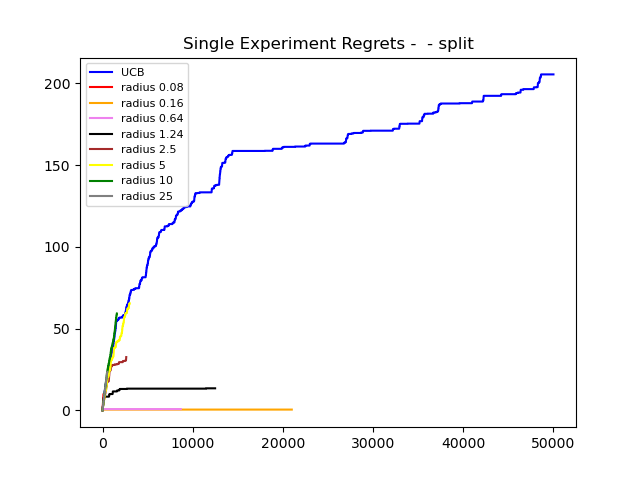 Single Experiment Regrets -  - split
UCB
radius 0.08
radius 0.16
radius 0.64
radius 1.24
radius 2.5
radius 5
radius 10
radius 25
200
150
100
50
0
0 10000 20000 30000 40000 50000